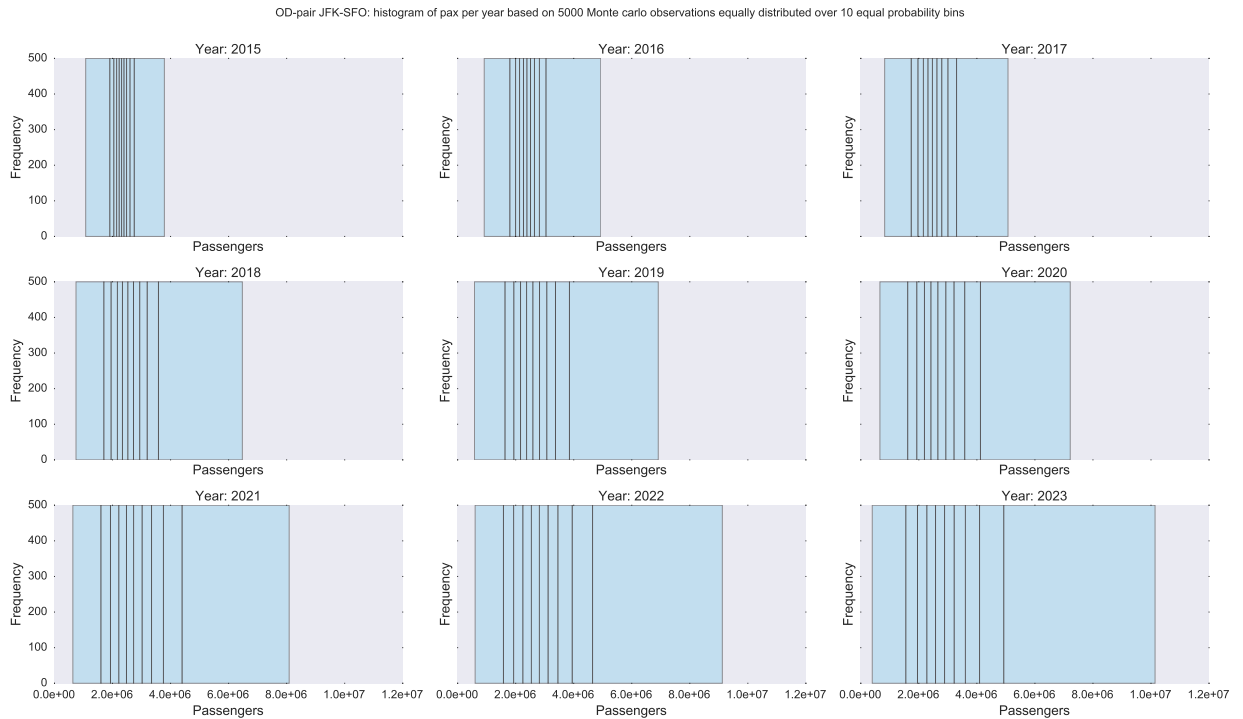 OD-pair JFK-SFO: histogram of pax per year based on 5000 Monte carlo observations equally distributed over 10 equal probability bins
Year: 2015
500
400
300
200
100
0
Frequency
Passengers
Year: 2016
Frequency
Passengers
Year: 2017
Frequency
Passengers
Year: 2018
500
400
300
200
100
0
Frequency
Passengers
Year: 2019
Frequency
Passengers
Year: 2020
Frequency
Passengers
Year: 2021
500
400
300
200
100
0
Frequency
0.0e+00 2.0e+06 4.0e+06 6.0e+06 8.0e+06 1.0e+07 1.2e+07
Passengers
Year: 2022
Frequency
0.0e+00 2.0e+06 4.0e+06 6.0e+06 8.0e+06 1.0e+07 1.2e+07
Passengers
Year: 2023
Frequency
0.0e+00 2.0e+06 4.0e+06 6.0e+06 8.0e+06 1.0e+07 1.2e+07
Passengers